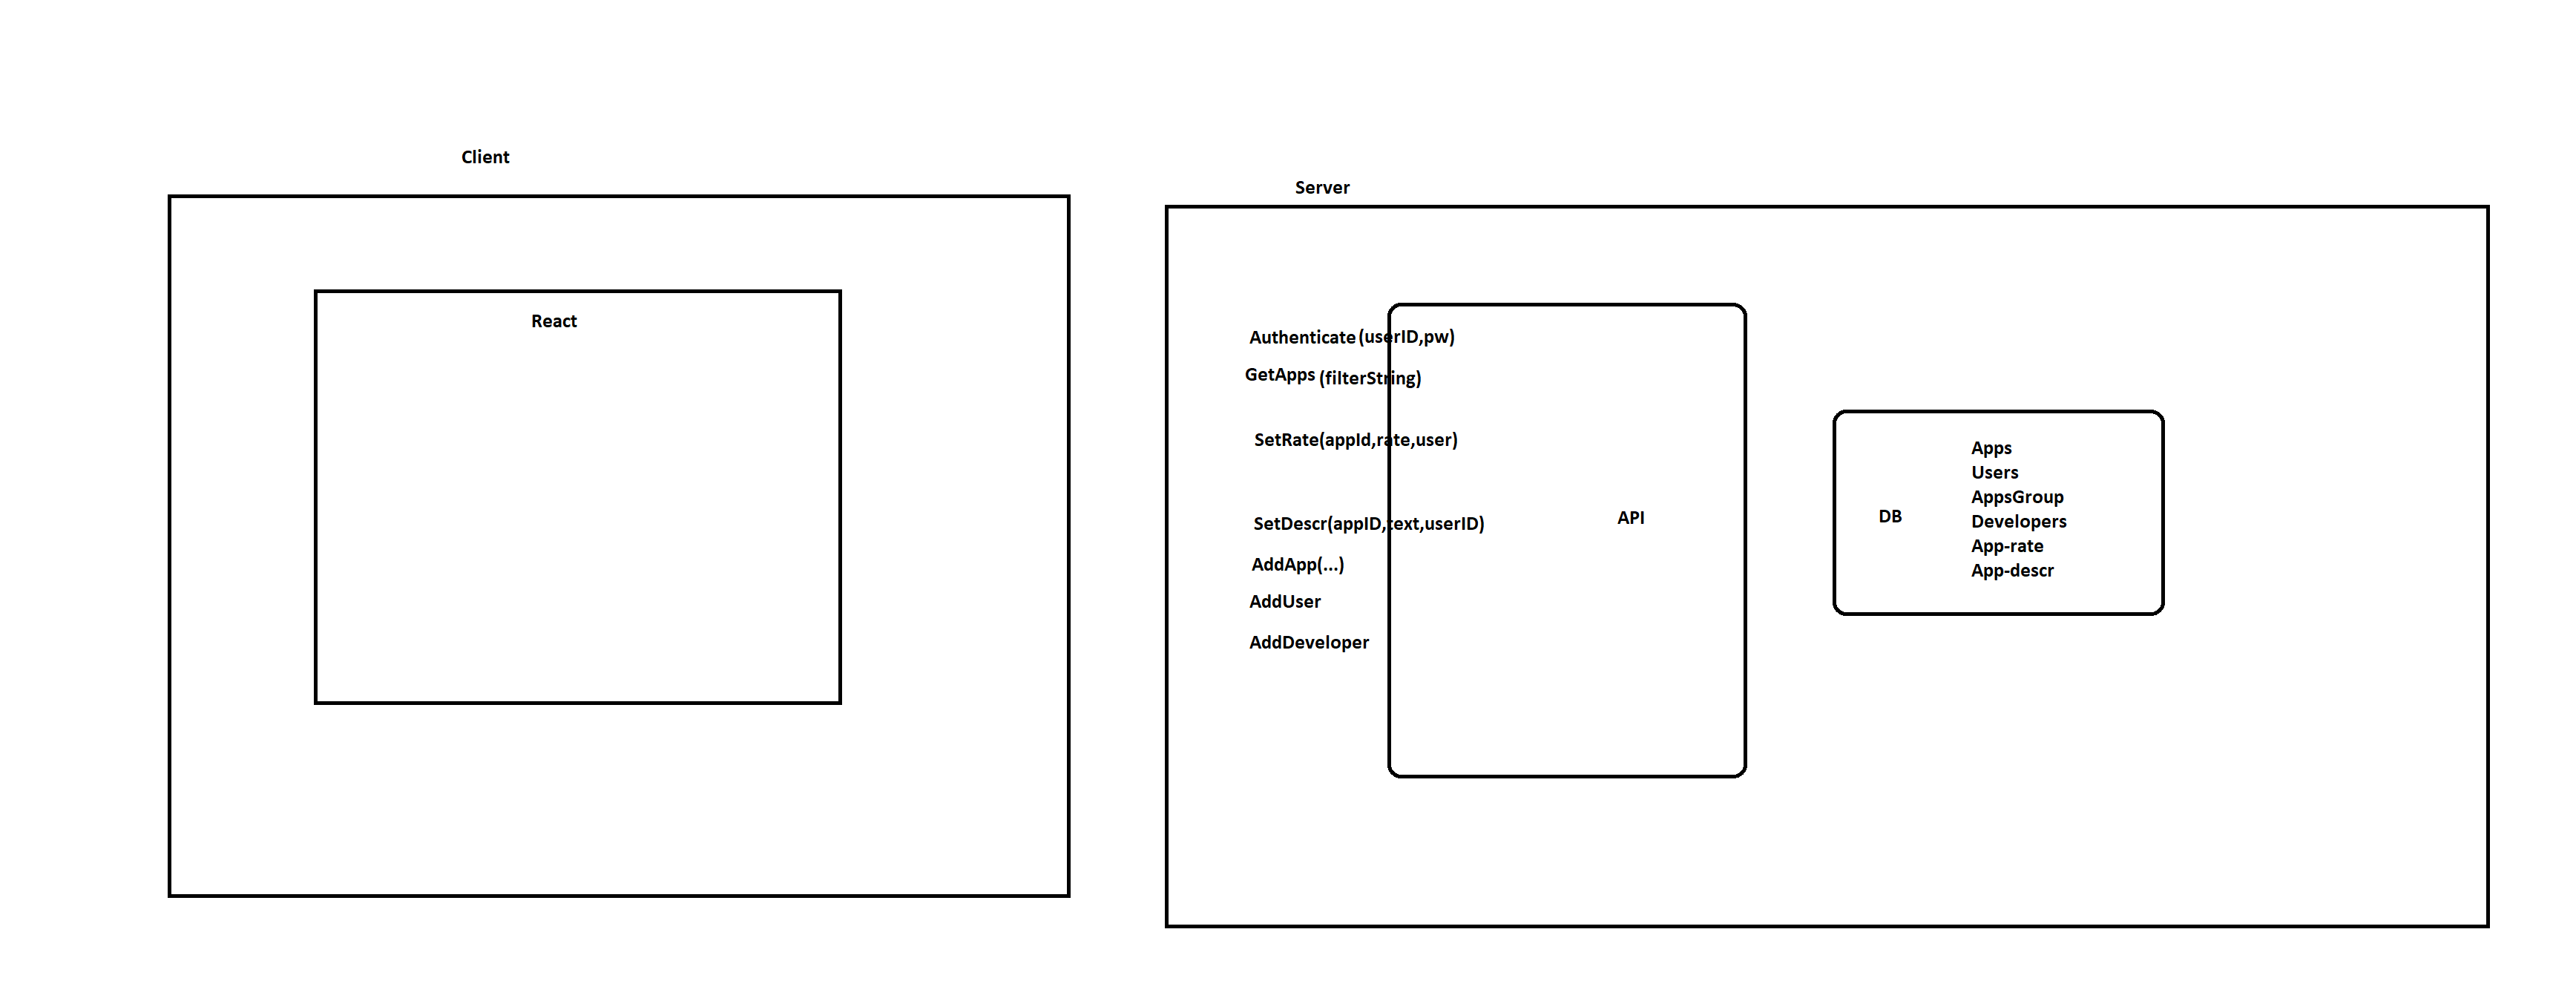 Client
Server
React
Authenticate (userID,pw)
GetApps (filterString)
SetRate(appId,rate,user)
SetDescr(appID,text,userID)
AddApp(...)
AddUser
AddDeveloper
API
DB
Apps
Users
AppsGroup
Developers
App-rate
App-descr